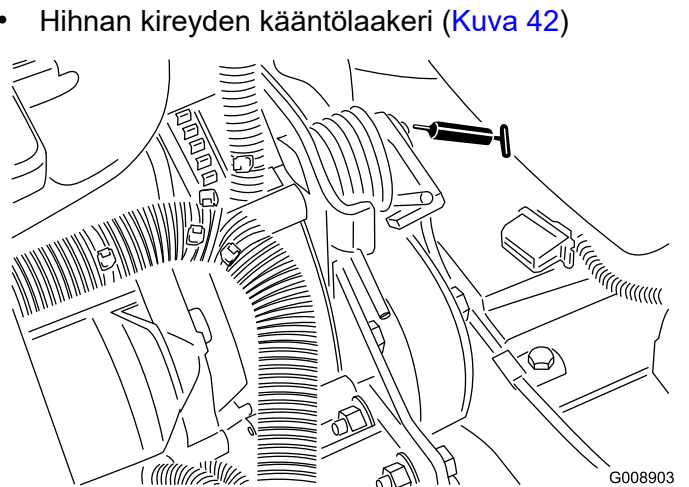 • Hihnan kireyden kääntölaakeri (Kuva 42)
G008903